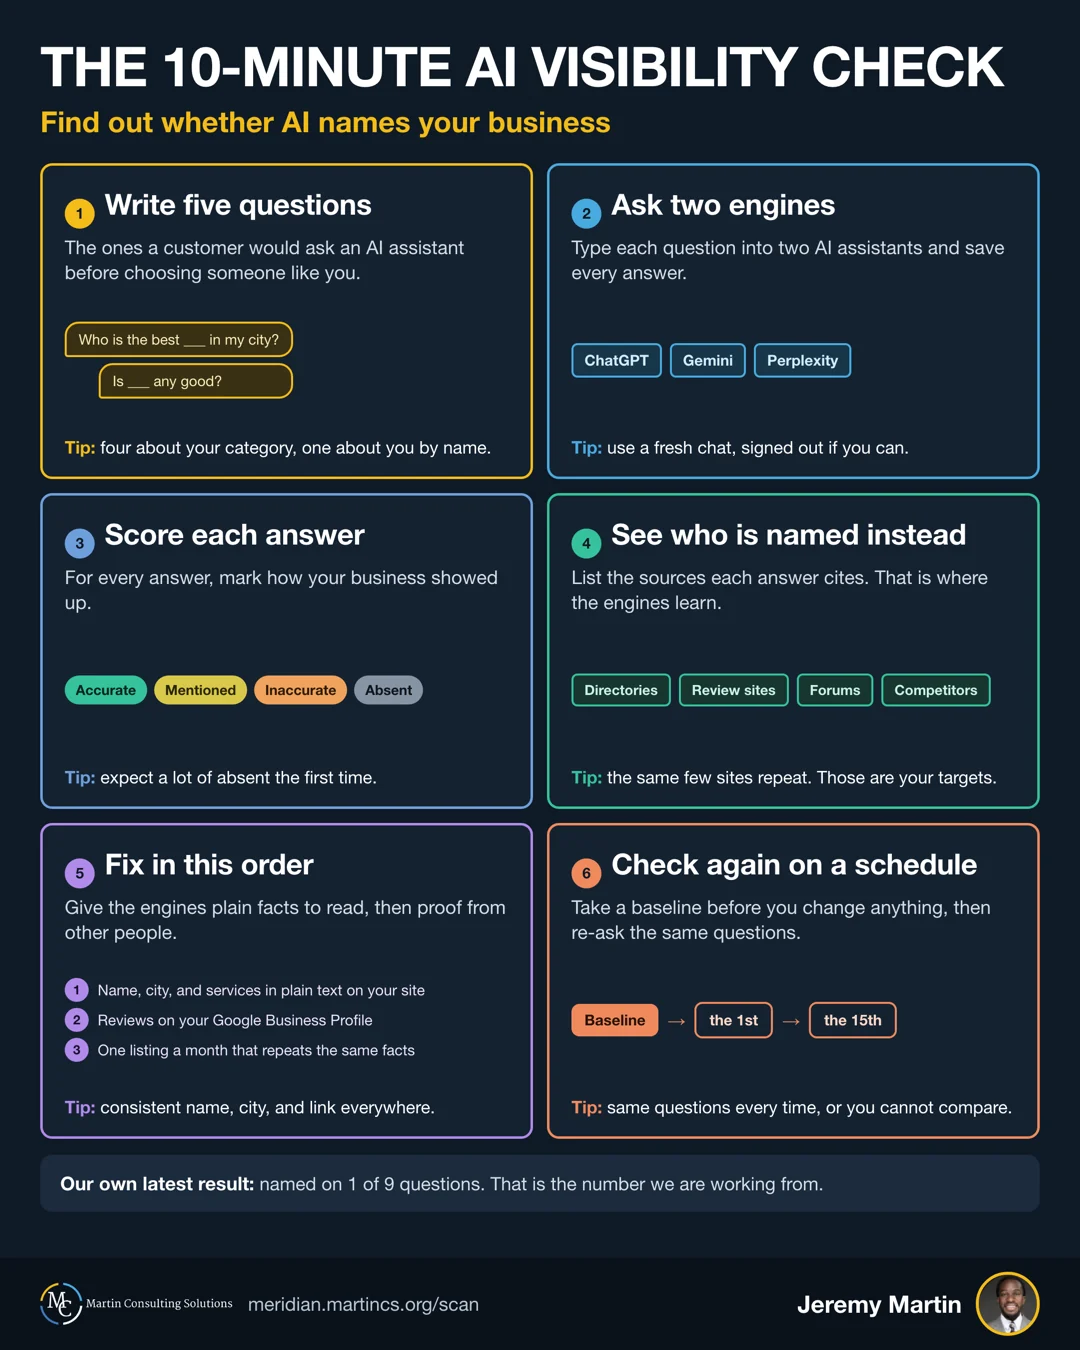 THE 10-MINUTE AI VISIBILITY CHECK
Find out whether AI names your business
1 Write five questions
The ones a customer would ask an AI assistant
before choosing someone like you.
Who is the best ___ in my city?
Is ___ any good?
Tip: four about your category, one about you by name.
2 Ask two engines
Type each question into two AI assistants and save
every answer.
ChatGPT Gemini Perplexity
Tip: use a fresh chat, signed out if you can.
3 Score each answer
For every answer, mark how your business showed
up.
Accurate Mentioned Inaccurate Absent
Tip: expect a lot of absent the first time.
4 See who is named instead
List the sources each answer cites. That is where
the engines learn.
Directories Review sites Forums Competitors
Tip: the same few sites repeat. Those are your targets.
5 Fix in this order
Give the engines plain facts to read, then proof from
other people.
1 Name, city, and services in plain text on your site
2 Reviews on your Google Business Profile
3 One listing a month that repeats the same facts
Tip: consistent name, city, and link everywhere.
6 Check again on a schedule
Take a baseline before you change anything, then
re-ask the same questions.
Baseline → the 1st → the 15th
Tip: same questions every time, or you cannot compare.
Our own latest result: named on 1 of 9 questions. That is the number we are working from.
MC Martin Consulting Solutions meridian.martincs.org/scan
Jeremy Martin